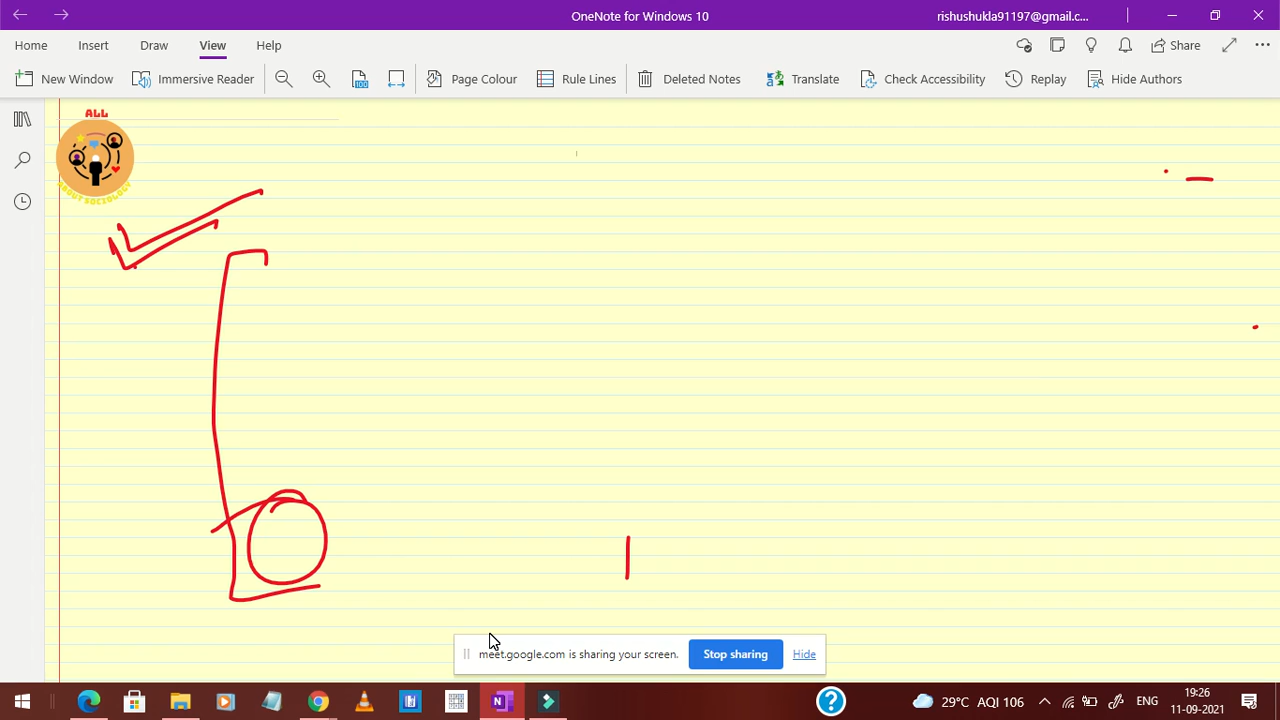 OneNote for Windows 10
rishushukla91197@gmail.c...
Home Insert Draw View Help
Share
New Window Immersive Reader
Page Colour Rule Lines Deleted Notes Translate Check Accessibility Replay Hide Authors
ALL
ABOUT SOCIOLOGY
meet.google.com is sharing your screen. Stop sharing Hide
29°C AQI 106 ENG 19:26
11-09-2021